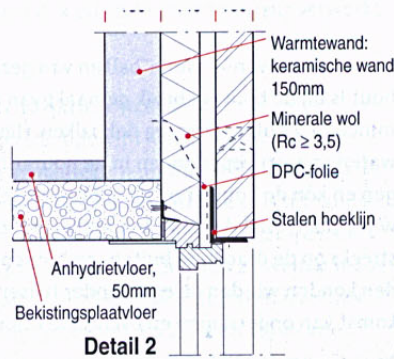 Warmtewand:
keramische wand
150mm
Minerale wol
(Rc ≥ 3,5)
DPC-folie
Stalen hoeklijn
Anhydrietvloer,
50mm
Bekistingsplaatvloer
Detail 2